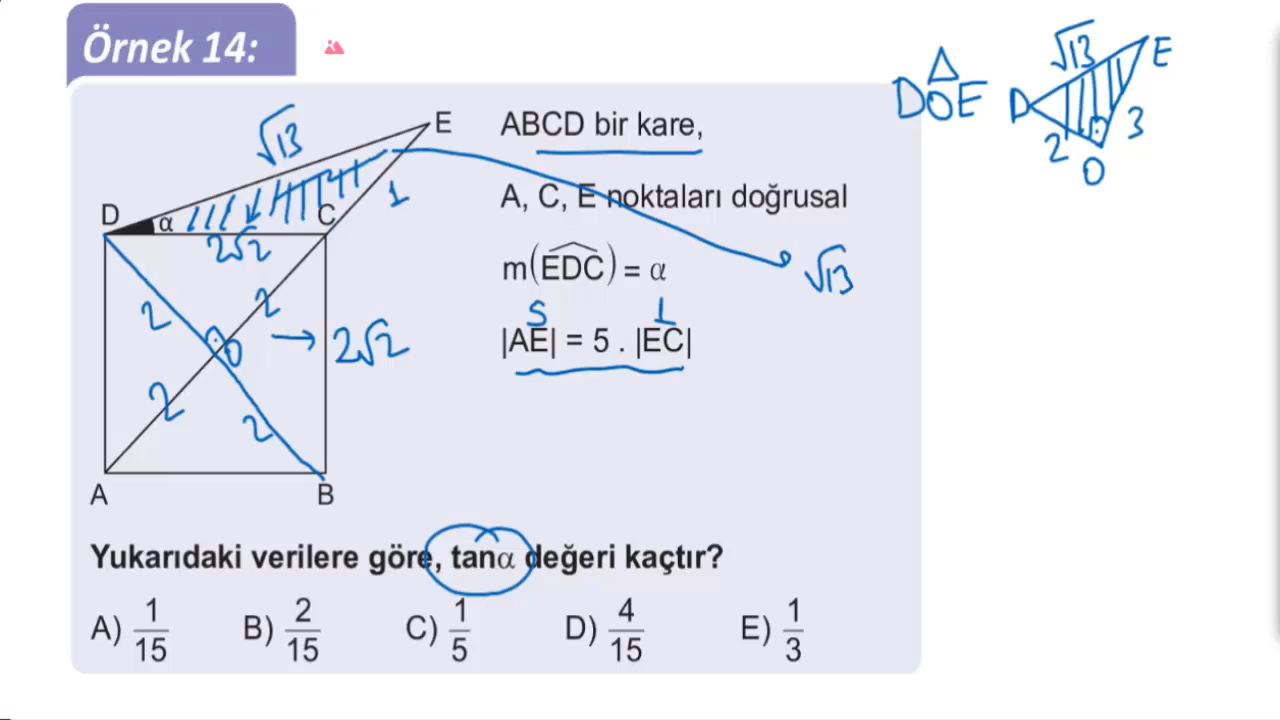 Örnek 14:
√13
E
△
DOE
D
√13
E
2
3
O
ABCD bir kare,
A, C, E noktaları doğrusal
m(EDC) = α
√13
5 1
|AE| = 5 . |EC|
D
α
C
1
2√2
2
2
O
→ 2√2
2
2
A
B
Yukarıdaki verilere göre, tanα değeri kaçtır?
A) 1/15 B) 2/15 C) 1/5 D) 4/15 E) 1/3